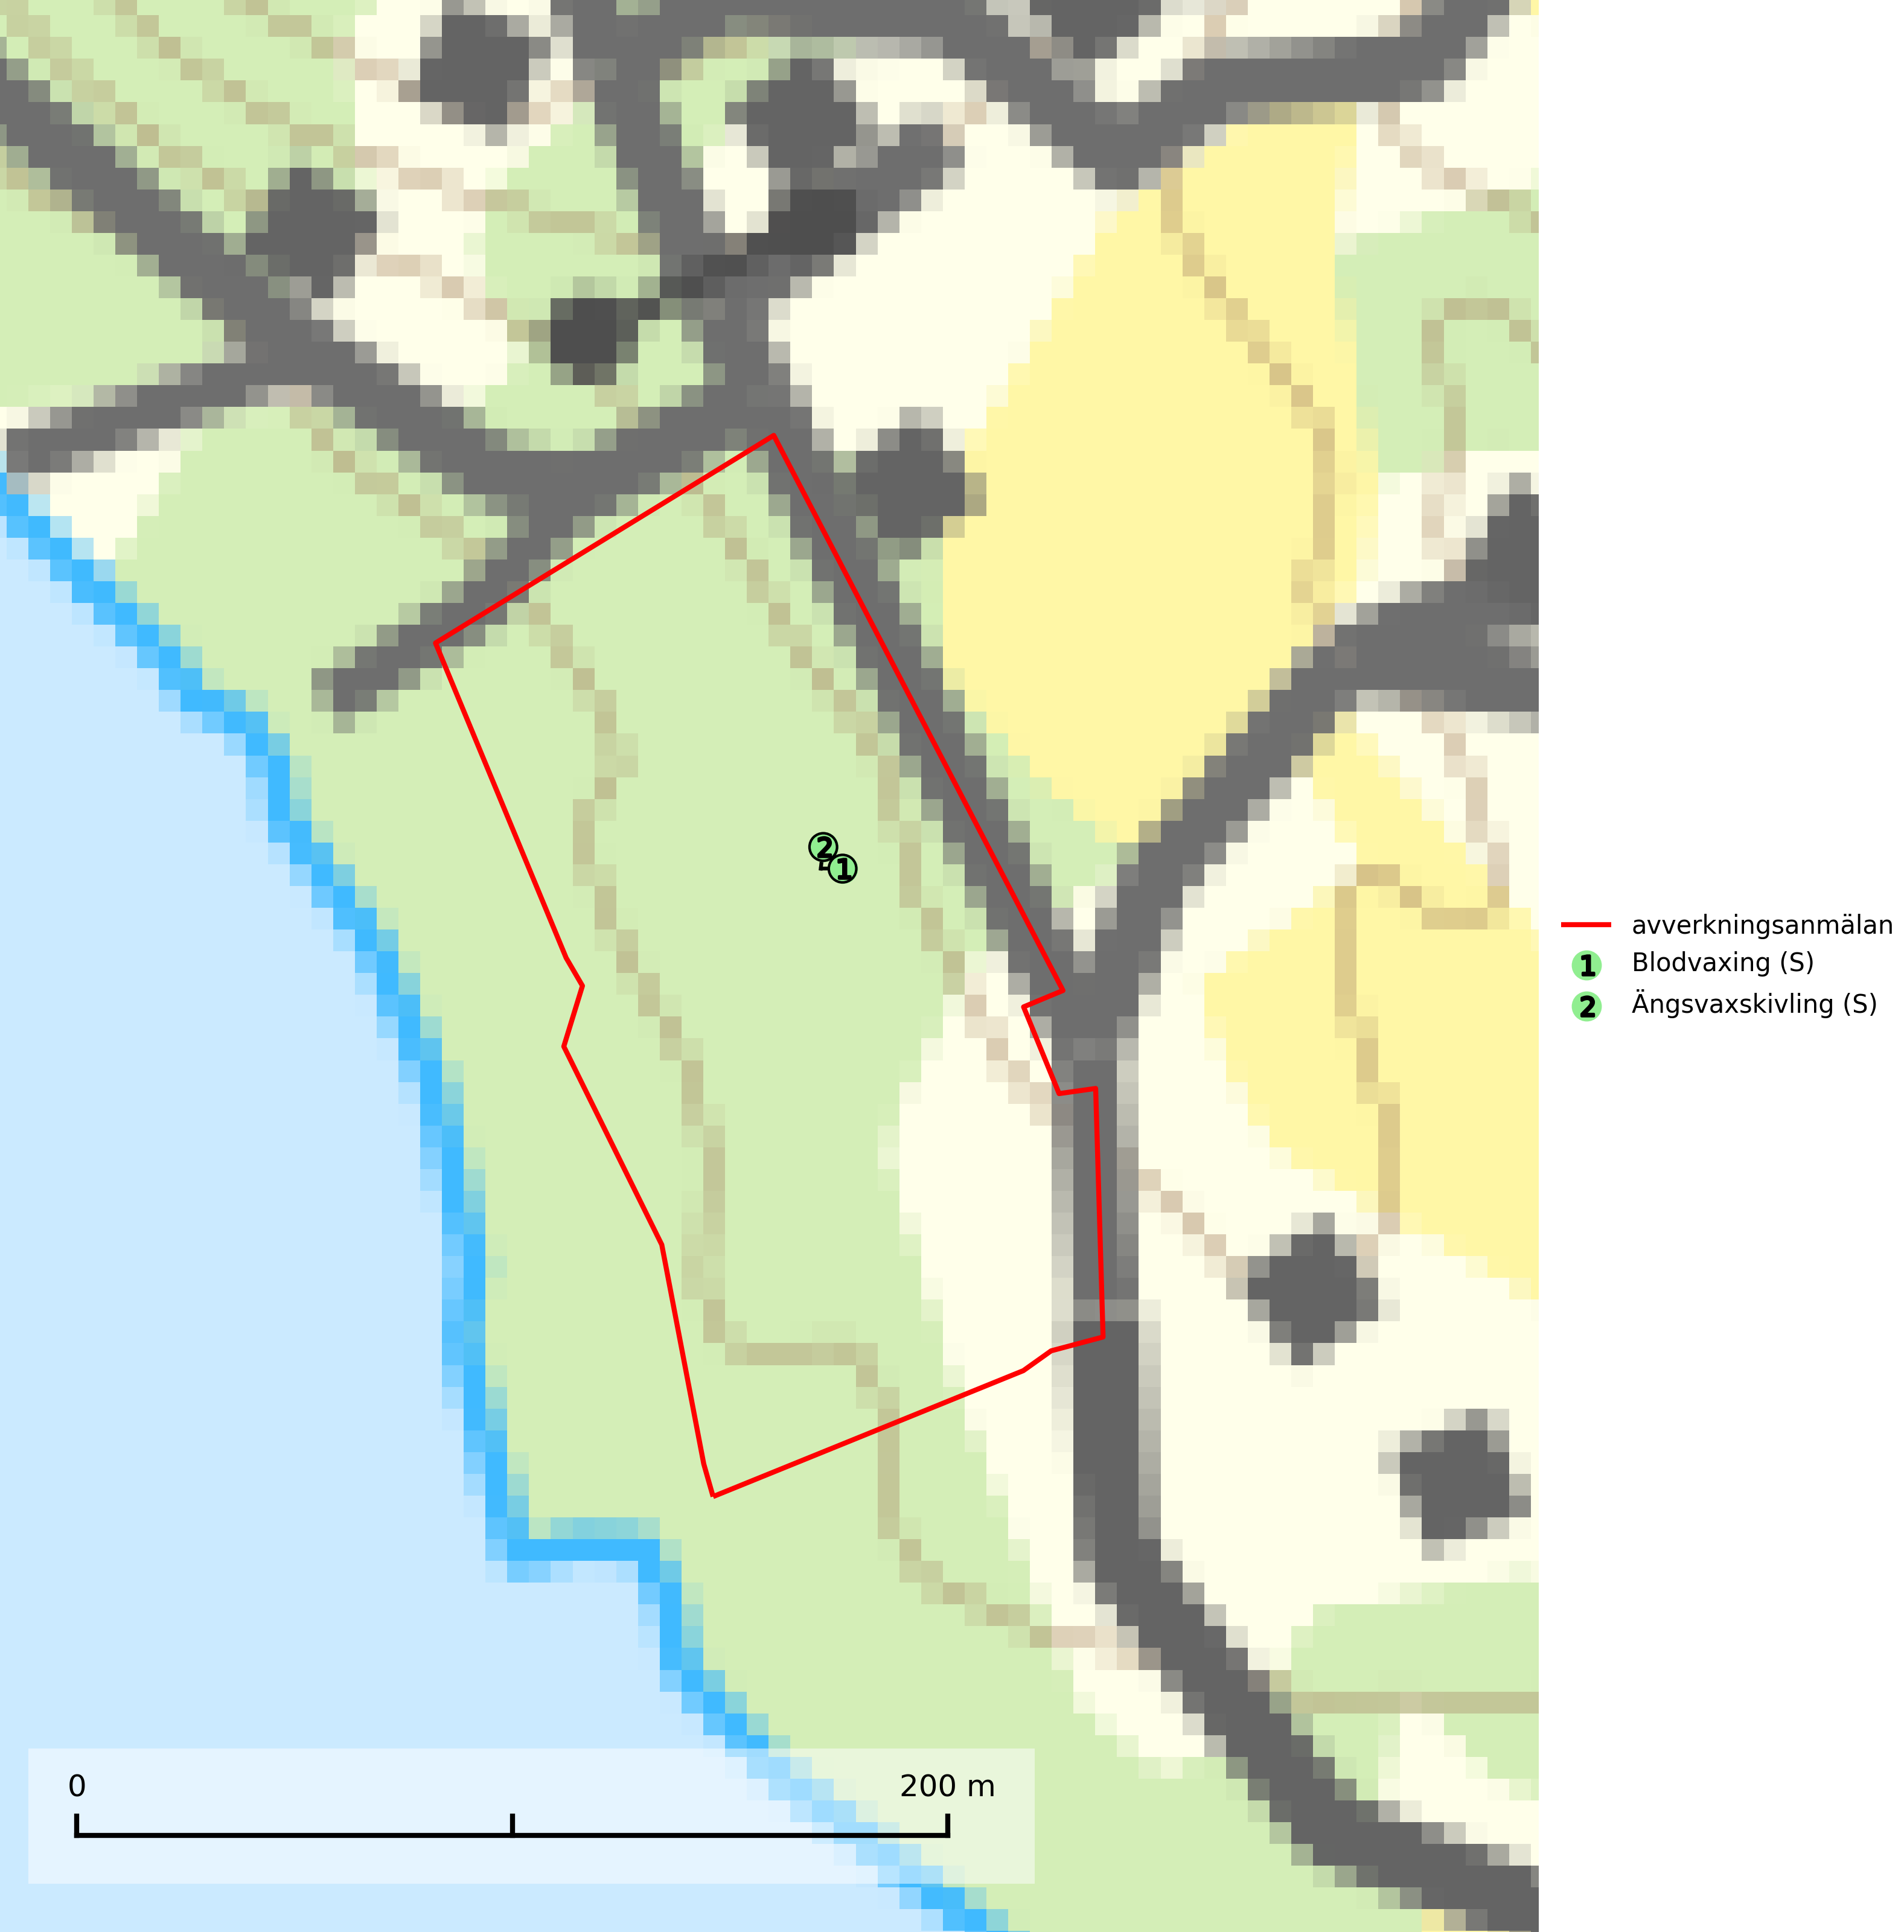 2
1
avverkningsanmälan
1 Blodvaxing (S)
2 Ängsvaxskivling (S)
0 200 m